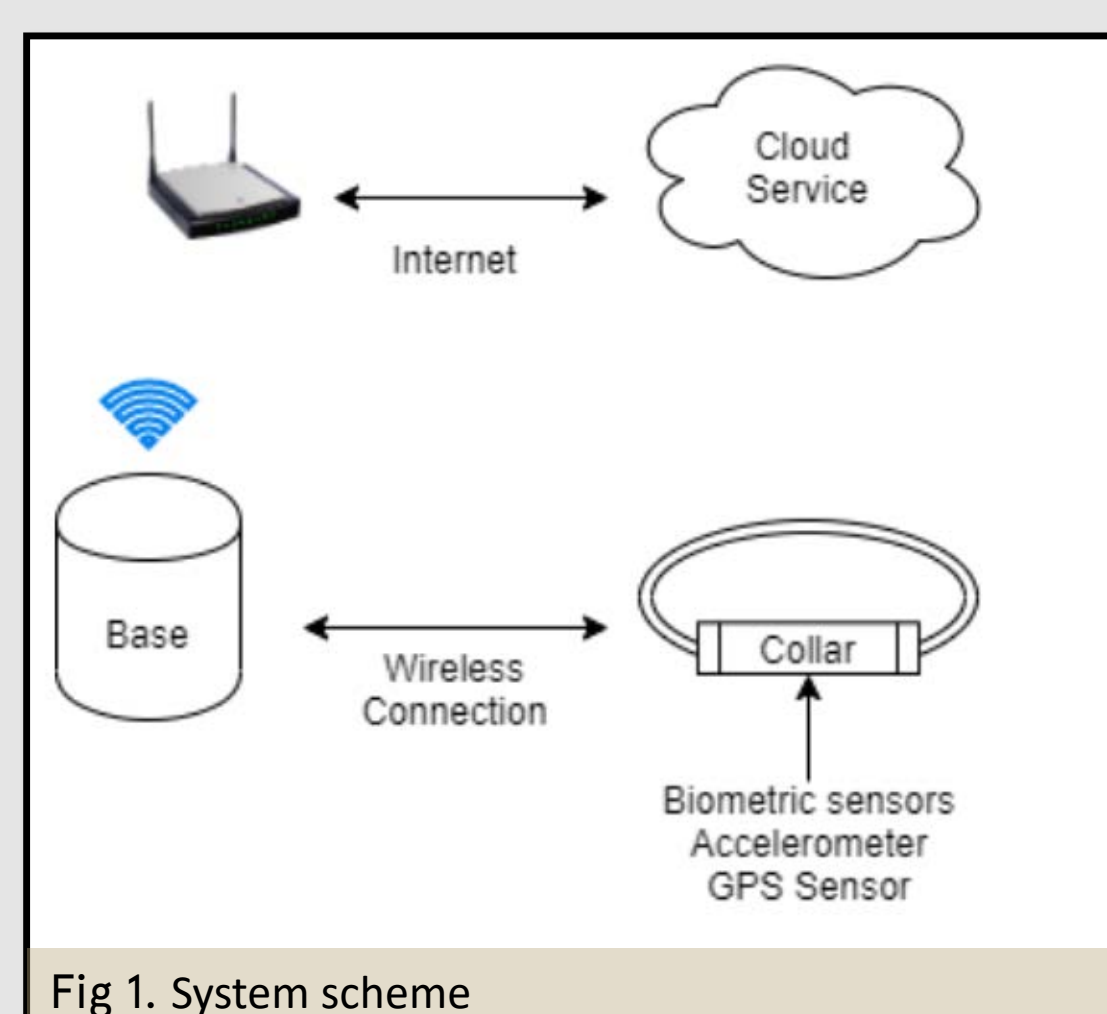 Cloud
Service
Internet
Base
Wireless
Connection
Collar
Biometric sensors
Accelerometer
GPS Sensor
Fig 1. System scheme